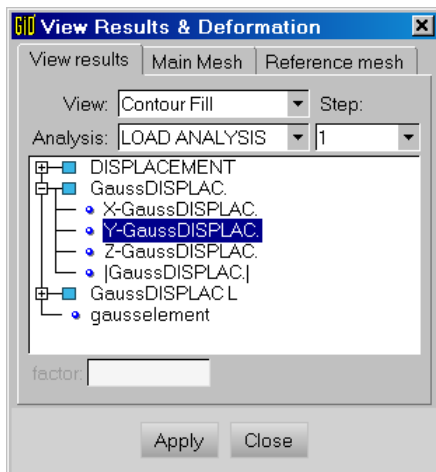 GiD View Results & Deformation
View results Main Mesh Reference mesh
View: Contour Fill Step:
Analysis: LOAD ANALYSIS 1
DISPLACEMENT
GaussDISPLAC.
X-GaussDISPLAC.
Y-GaussDISPLAC.
Z-GaussDISPLAC.
|GaussDISPLAC.|
GaussDISPLAC L
gausselement
factor:
Apply Close